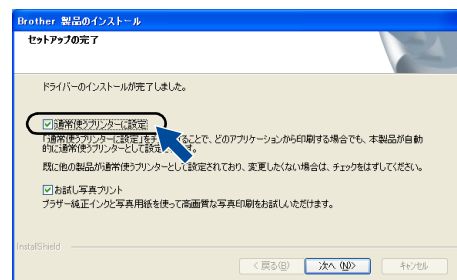 Brother 製品のインストール
セットアップの完了
ドライバーのインストールが完了しました。
通常使うプリンターに設定
「通常使うプリンターに設定」を
ることで、どのアプリケーションから印刷する場合でも、本製品が自動
的に通常使うプリンターとして設定
す。
既に他の製品が通常使うプリンターとして設定されており、変更したくない場合は、チェックをはずしてください。
お試し写真プリント
ブラザー純正インクと写真用紙を使って高画質な写真印刷をお試しいただけます。
InstallShield
< 戻る(B)
次へ (N)>
キャンセル